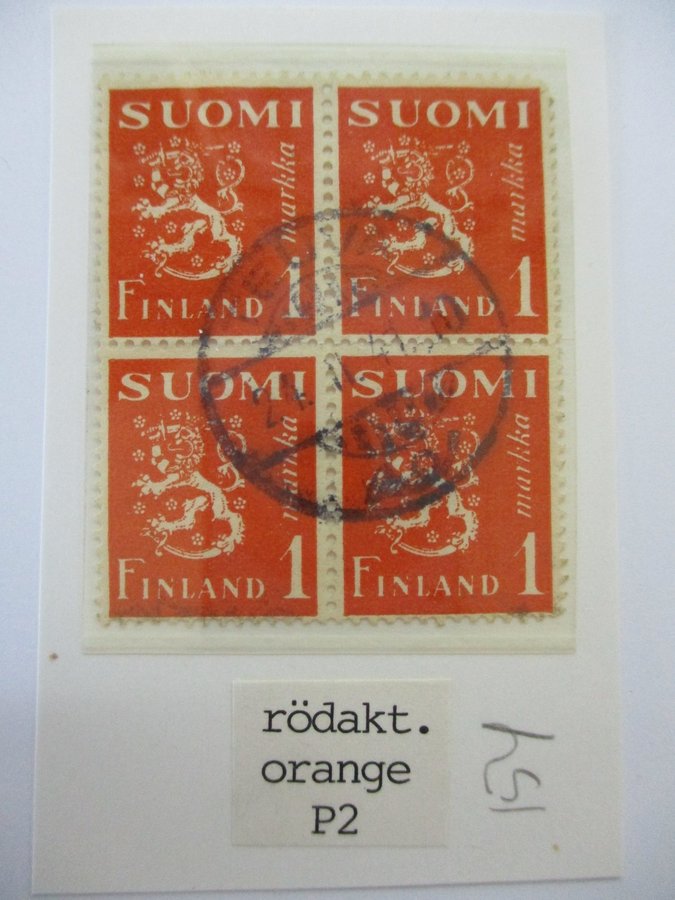 SUOMI SUOMI
markka markka
FINLAND 1 FINLAND 1
SUOMI SUOMI
markka markka
FINLAND 1 FINLAND 1
rödakt.
orange
P2
154